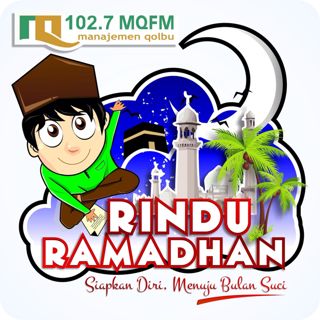 102.7 MQFM
manajemen qolbu
RINDU
RAMADHAN
Siapkan Diri, Menuju Bulan Suci